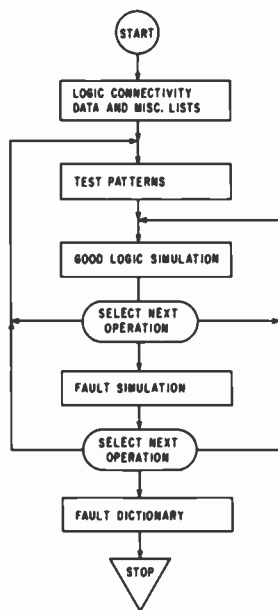 START
LOGIC CONNECTIVITY
DATA AND MISC. LISTS
TEST PATTERNS
GOOD LOGIC SIMULATION
SELECT NEXT
OPERATION
FAULT SIMULATION
SELECT NEXT
OPERATION
FAULT DICTIONARY
STOP